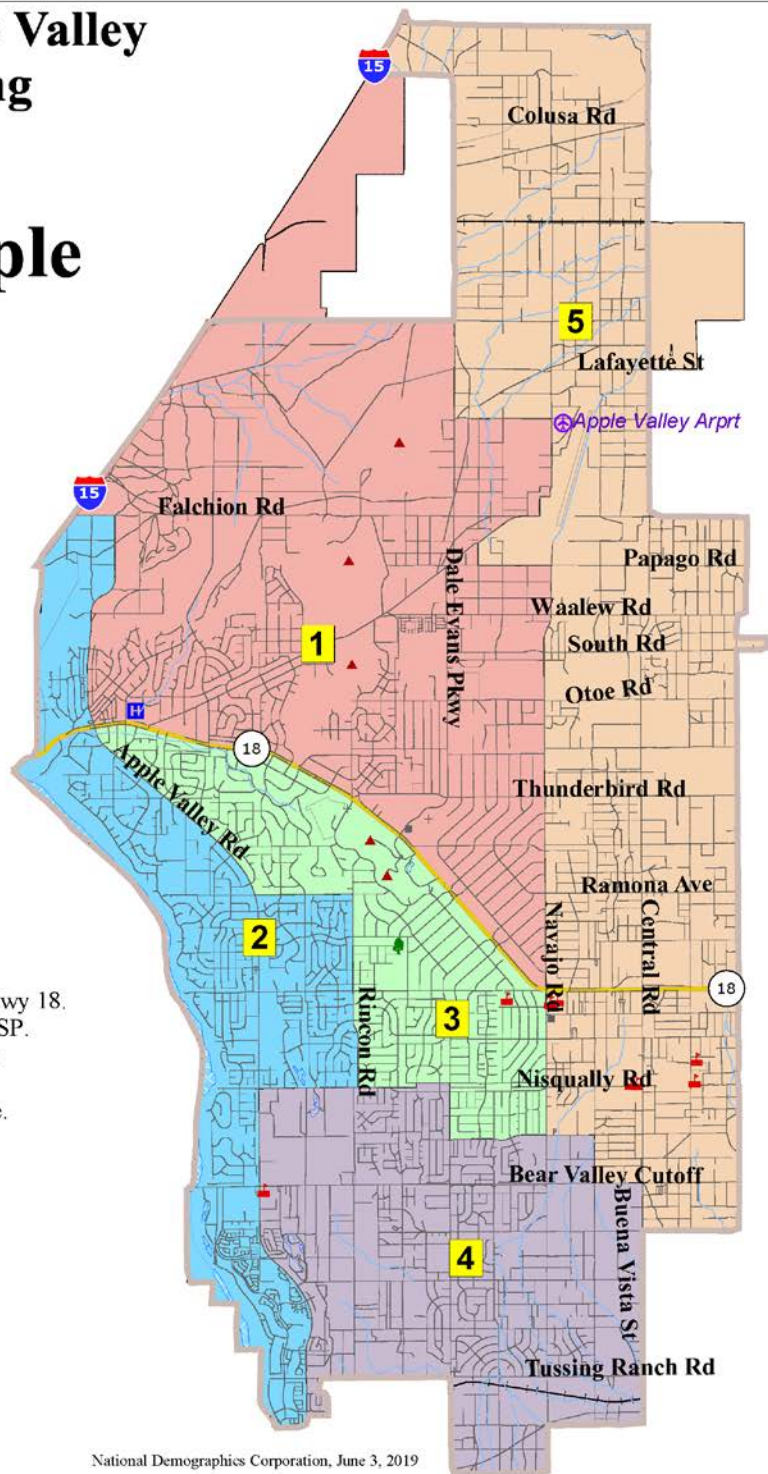 Valley
15
Colusa Rd
5
Lafayette St
Apple Valley Arprt
15
Falchion Rd
Dale Evans Pkwy
Papago Rd
Waalew Rd
1
South Rd
Otoe Rd
H
18
Apple Valley Rd
Thunderbird Rd
Ramona Ave
2
Navajo Rd
Central Rd
18
wy 18.
SP.
Rincon Rd
3
Nisqually Rd
Bear Valley Cutoff
Buena Vista St
4
Tussing Ranch Rd
National Demographics Corporation, June 3, 2019